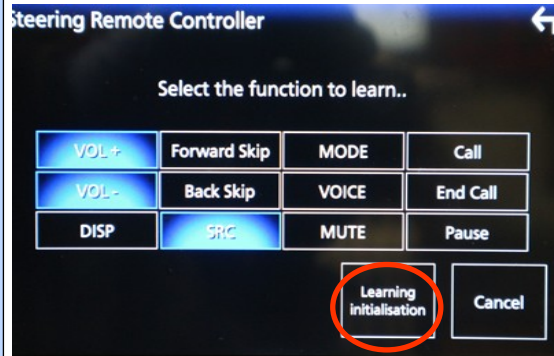 Steering Remote Controller
Select the function to learn..
VOL + Forward Skip MODE Call
VOL - Back Skip VOICE End Call
DISP SRC MUTE Pause
Learning
initialisation
Cancel